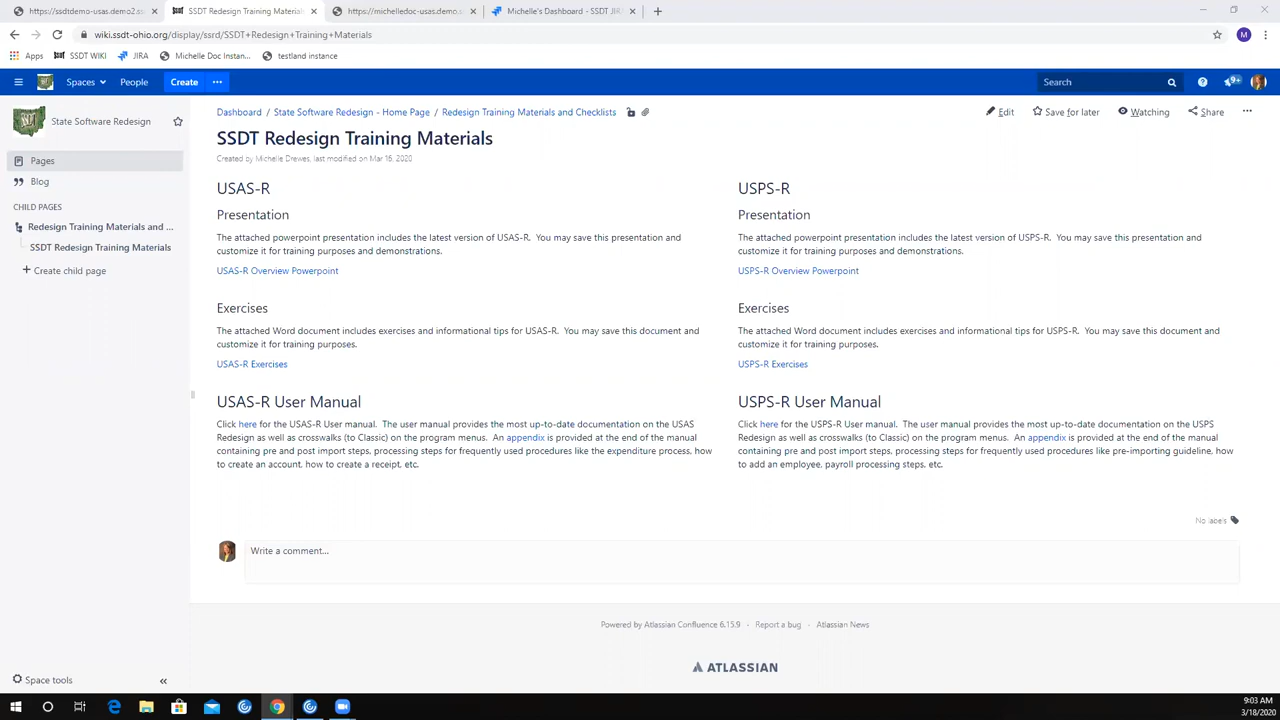 https://ssdtdemo-usas.demo2.ss
SSDT Redesign Training Materials
https://michelledoc-usas.demo.s
Michelle's Dashboard - SSDT JIR
wiki.ssdt-ohio.org/display/ssrd/SSDT+Redesign+Training+Materials
M
Apps
SSDT WIKI
JIRA
Michelle Doc Instan...
testland instance
Spaces
People
Create
Search
9+
State Software Redesign
Pages
Blog
CHILD PAGES
Redesign Training Materials and ...
SSDT Redesign Training Materials
Create child page
Space tools
Dashboard / State Software Redesign - Home Page / Redesign Training Materials and Checklists
Edit
Save for later
Watching
Share
SSDT Redesign Training Materials
Created by Michelle Drewes, last modified on Mar 16, 2020
USAS-R
Presentation
The attached powerpoint presentation includes the latest version of USAS-R. You may save this presentation and
customize it for training purposes and demonstrations.
USAS-R Overview Powerpoint
Exercises
The attached Word document includes exercises and informational tips for USAS-R. You may save this document and
customize it for training purposes.
USAS-R Exercises
USAS-R User Manual
Click here for the USAS-R User manual. The user manual provides the most up-to-date documentation on the USAS
Redesign as well as crosswalks (to Classic) on the program menus. An appendix is provided at the end of the manual
containing pre and post import steps, processing steps for frequently used procedures like the expenditure process, how
to create an account, how to create a receipt, etc.
USPS-R
Presentation
The attached powerpoint presentation includes the latest version of USPS-R. You may save this presentation and
customize it for training purposes and demonstrations.
USPS-R Overview Powerpoint
Exercises
The attached Word document includes exercises and informational tips for USPS-R. You may save this document and
customize it for training purposes.
USPS-R Exercises
USPS-R User Manual
Click here for the USPS-R User manual. The user manual provides the most up-to-date documentation on the USPS
Redesign as well as crosswalks (to Classic) on the program menus. An appendix is provided at the end of the manual
containing pre and post import steps, processing steps for frequently used procedures like pre-importing guideline, how
to add an employee, payroll processing steps, etc.
No labels
Write a comment...
Powered by Atlassian Confluence 6.15.9 · Report a bug · Atlassian News
ATLASSIAN
9:03 AM
3/18/2020